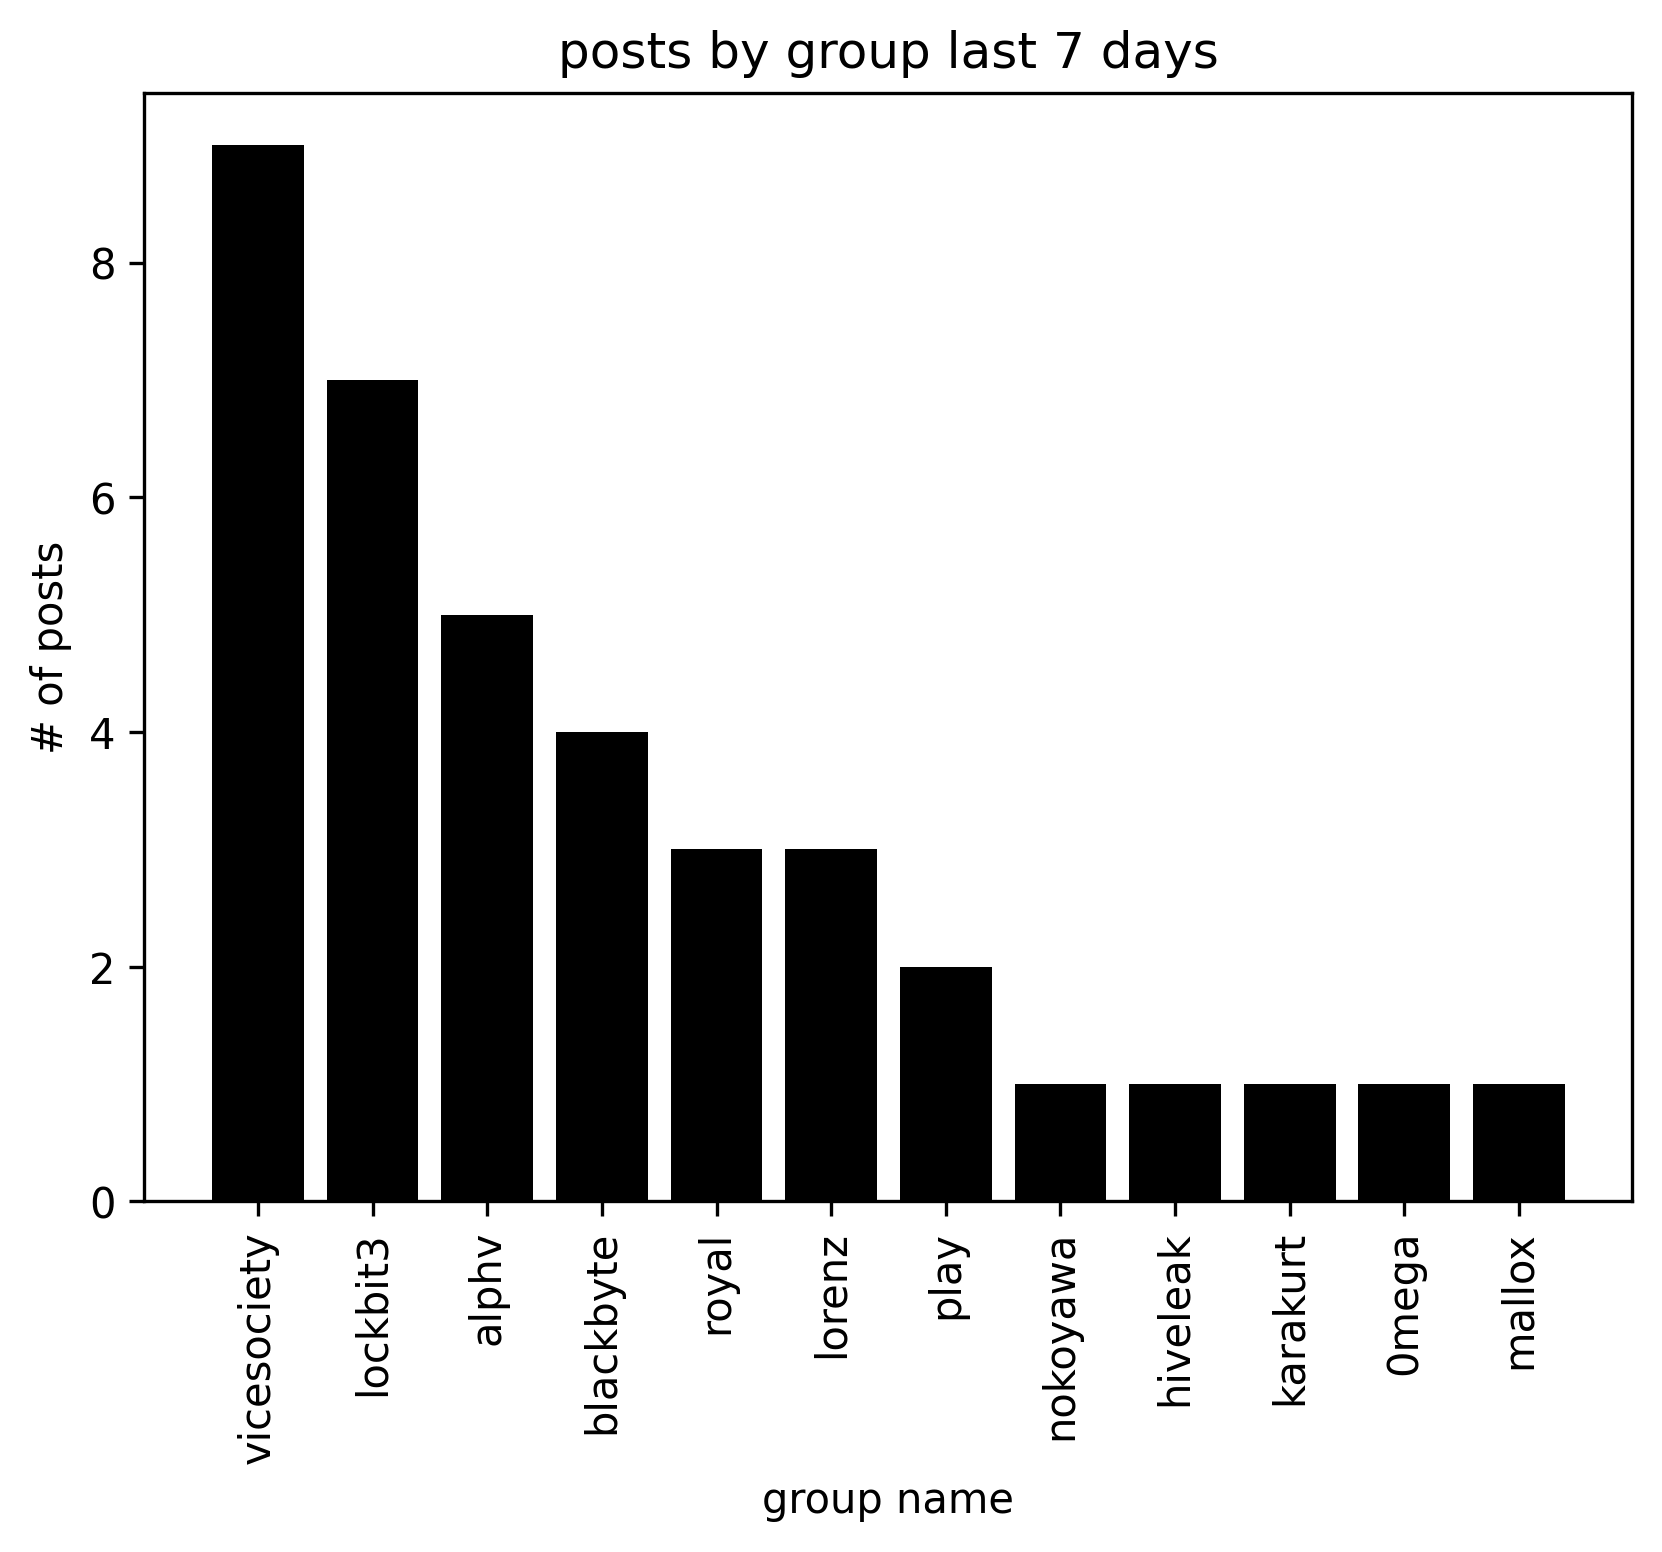 posts by group last 7 days
# of posts
8
6
4
2
0
vicesociety
lockbit3
alphv
blackbyte
royal
lorenz
play
nokoyawa
hiveleak
karakurt
0mega
mallox
group name